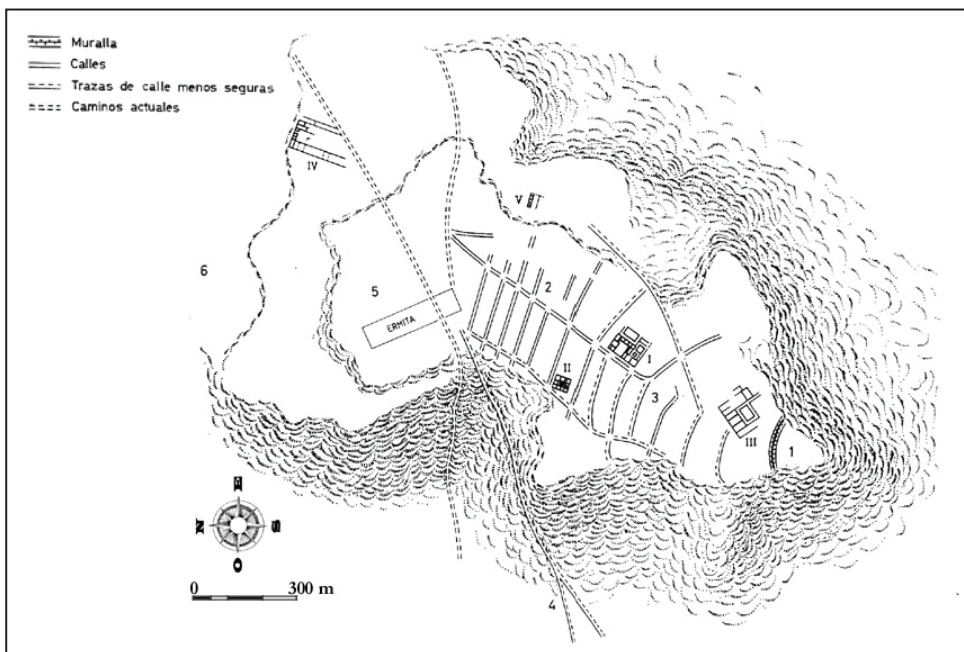 Muralla
Calles
Trazas de calle menos seguras
Caminos actuales
IV
V
6
5
2
ERMITA
I
II
3
III
1
E
N
S
O
0 300 m
4